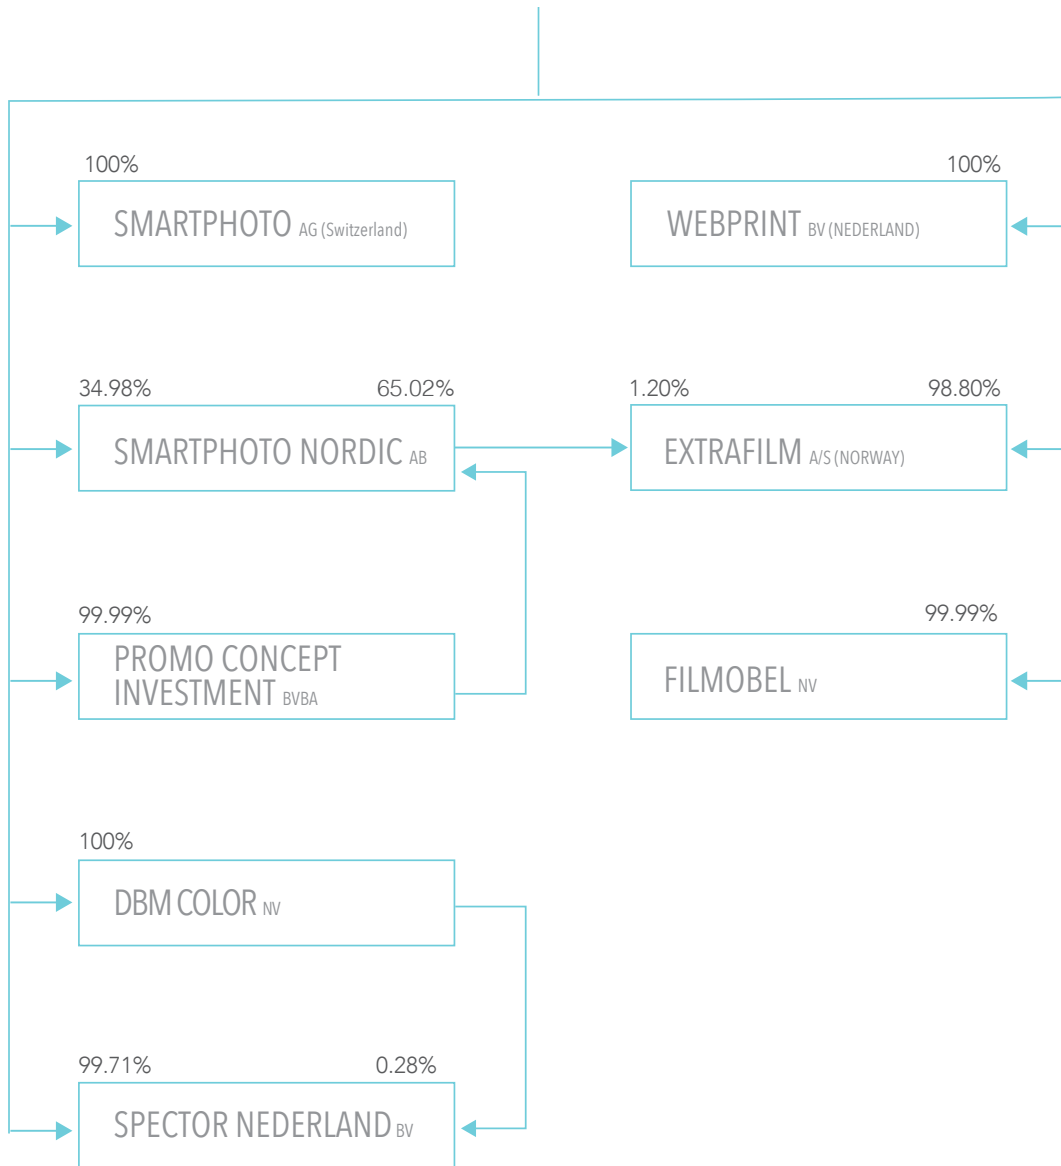 100%
SMARTPHOTO AG (Switzerland)
100%
WEBPRINT BV (NEDERLAND)
34.98% 65.02%
SMARTPHOTO NORDIC AB
1.20% 98.80%
EXTRAFILM A/S (NORWAY)
99.99%
PROMO CONCEPT
INVESTMENT BVBA
99.99%
FILMOBEL NV
100%
DBM COLOR NV
99.71% 0.28%
SPECTOR NEDERLAND BV